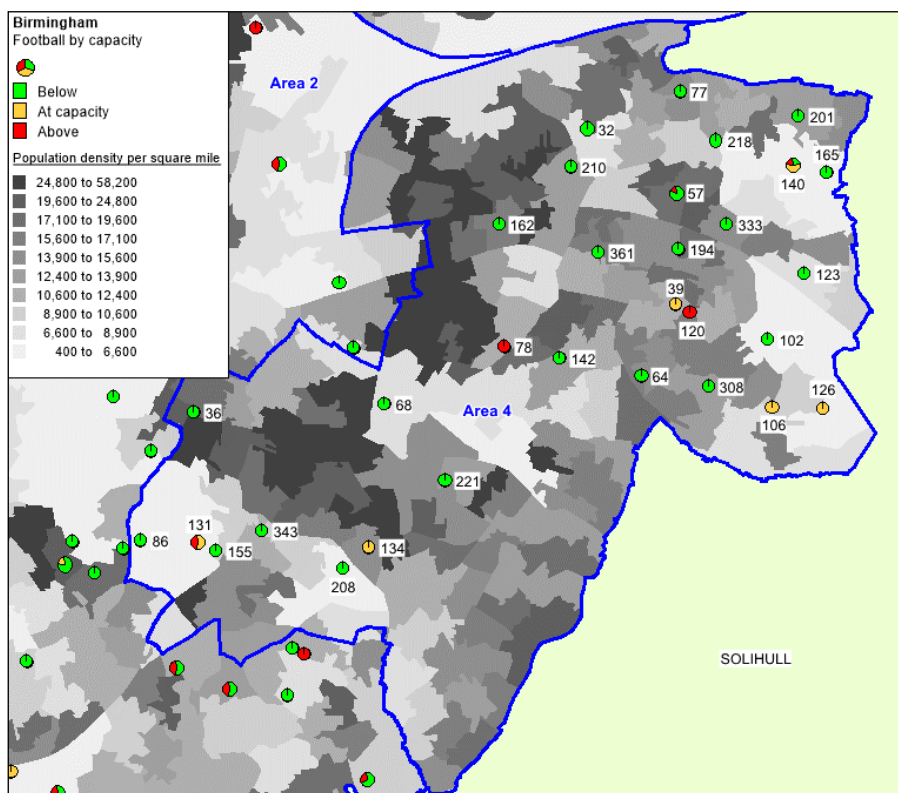 Birmingham
Football by capacity
Below
At capacity
Above
Population density per square mile
24,800 to 58,200
19,600 to 24,800
17,100 to 19,600
15,600 to 17,100
13,900 to 15,600
12,400 to 13,900
10,600 to 12,400
8,900 to 10,600
6,600 to 8,900
400 to 6,600
Area 2
77
201
32
218
165
210
140
57
162
333
361
194
123
39
120
102
78
142
64
308
126
68
Area 4
36
106
221
131
343
86
155
134
208
SOLIHULL